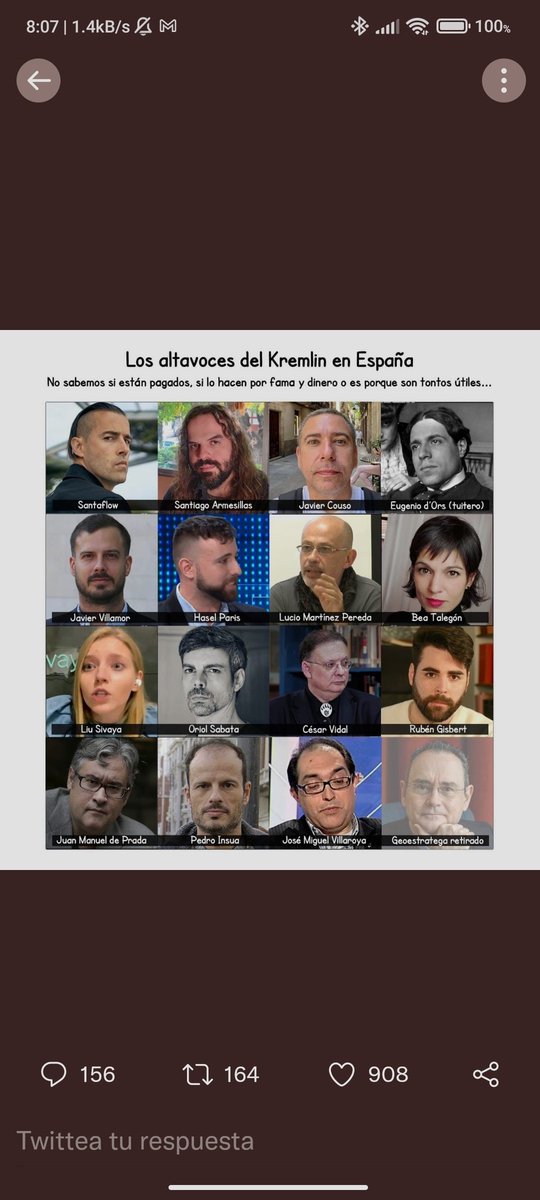 8:07 | 1.4kB/s
100%
Los altavoces del Kremlin en España
No sabemos si están pagados, si lo hacen por fama y dinero o es porque son tontos útiles...
Santaflow
Santiago Armesillas
Javier Couso
Eugenio d'Ors (tuitero)
Javier Villamor
Hasel Paris
Lucio Martínez Pereda
Bea Talegón
vay
Liu Sivaya
Oriol Sabata
César Vidal
Rubén Gisbert
Juan Manuel de Prada
Pedro Insua
José Miguel Villaroya
Geoestratega retirado
156
164
908
Twittea tu respuesta